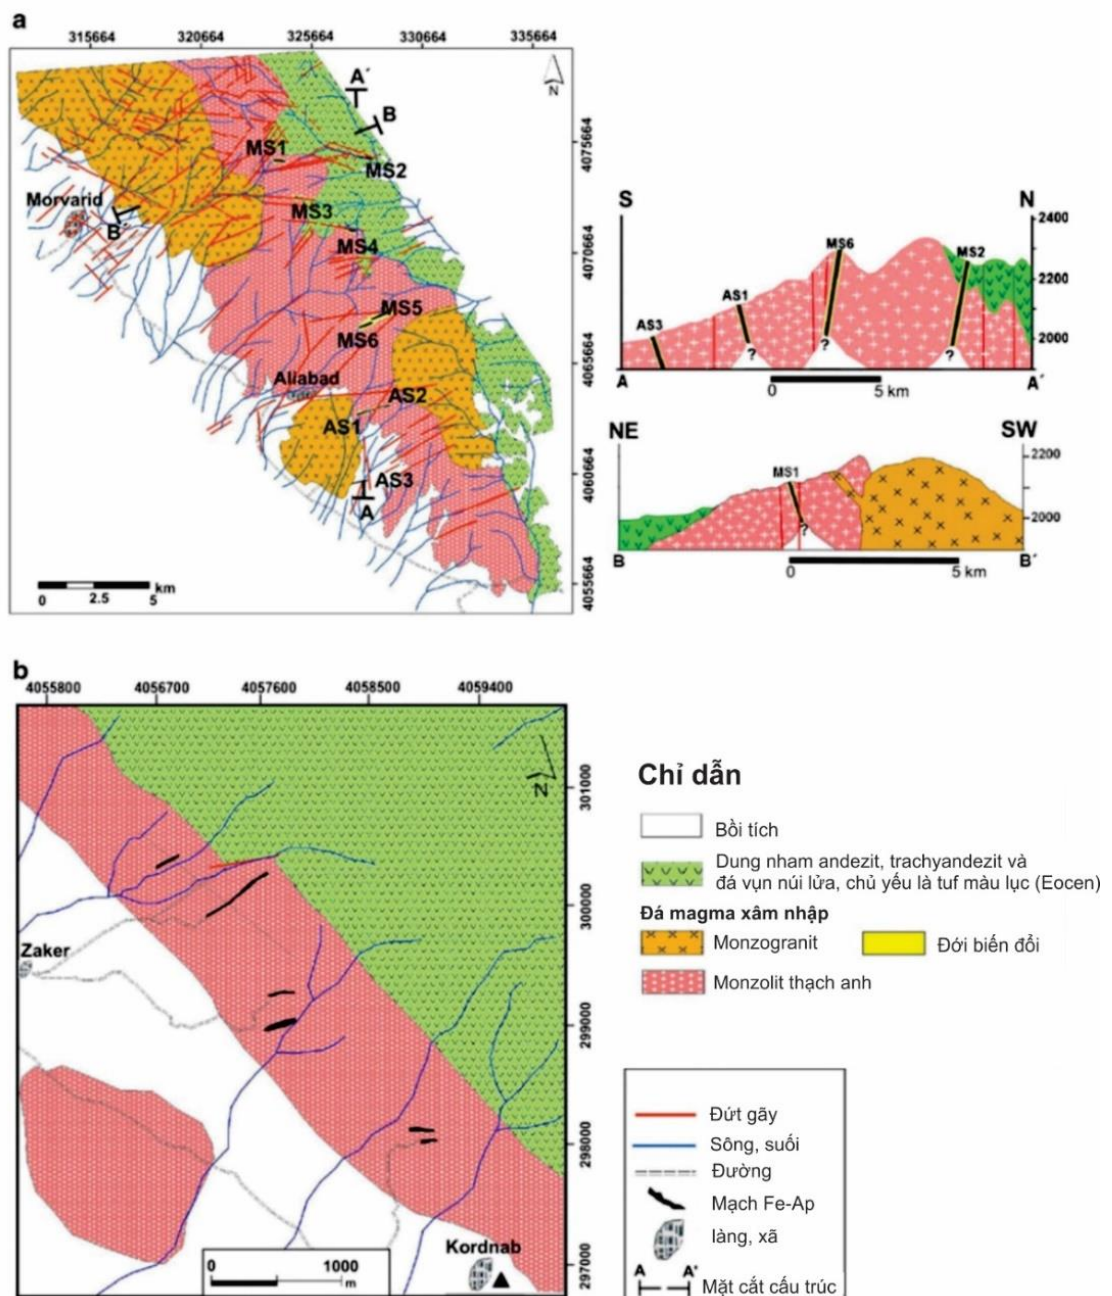 a
315664 320664 325664 330664 335664
A′
N
B
4075664
MS1
MS2
Morvarid
B′
MS3
MS4
4070664
MS5
MS6
4065664
Aliabad
AS2
AS1
AS3
4060664
A
4055664
km
0 2.5 5
S N
2400
MS6 MS2
2200
AS1
AS3
2000
? ? ?
A A′
0 5 km
NE SW
2200
MS1
2000
?
B B′
0 5 km
b
4055800 4056700 4057600 4058500 4059400
N
301000
300000
Zaker
299000
298000
Kordnab
0 1000
m
297000
Chỉ dẫn
Bồi tích
Dung nham andezit, trachyandezit và
đá vụn núi lửa, chủ yếu là tuf màu lục (Eocen)
Đá magma xâm nhập
Monzogranit Đới biến đổi
Monzolit thạch anh
Đứt gãy
Sông, suối
Đường
Mạch Fe-Ap
làng, xã
A A′
Mặt cắt cấu trúc